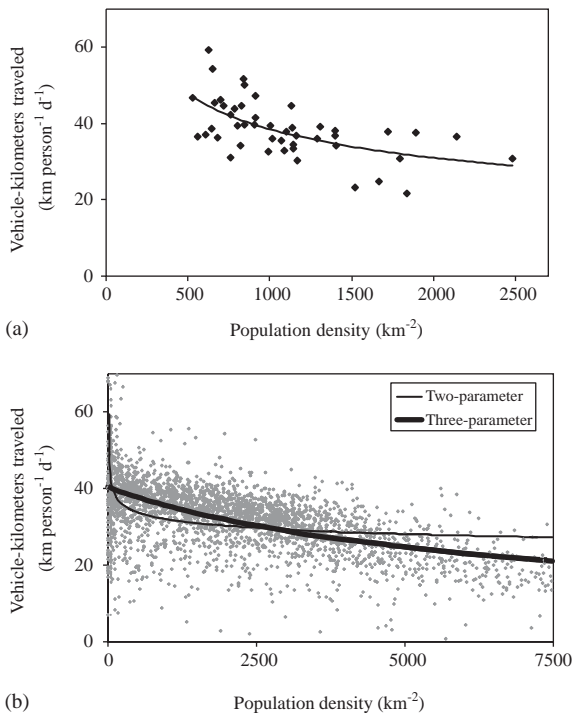 60
40
20
0
Vehicle-kilometers traveled
(km person-1 d-1)
0
500
1000
1500
2000
2500
(a)
Population density (km-2)
60
40
20
0
Vehicle-kilometers traveled
(km person-1 d-1)
Two-parameter
Three-parameter
0
2500
5000
7500
(b)
Population density (km-2)